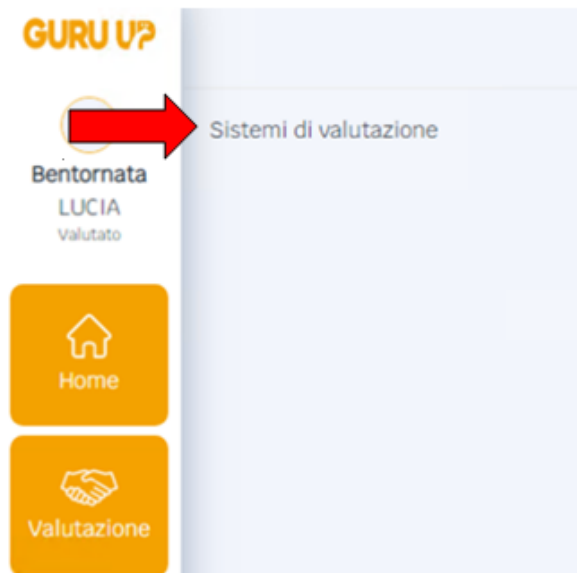 GURU UP
Sistemi di valutazione
Bentornata
LUCIA
Valutato
Home
Valutazione